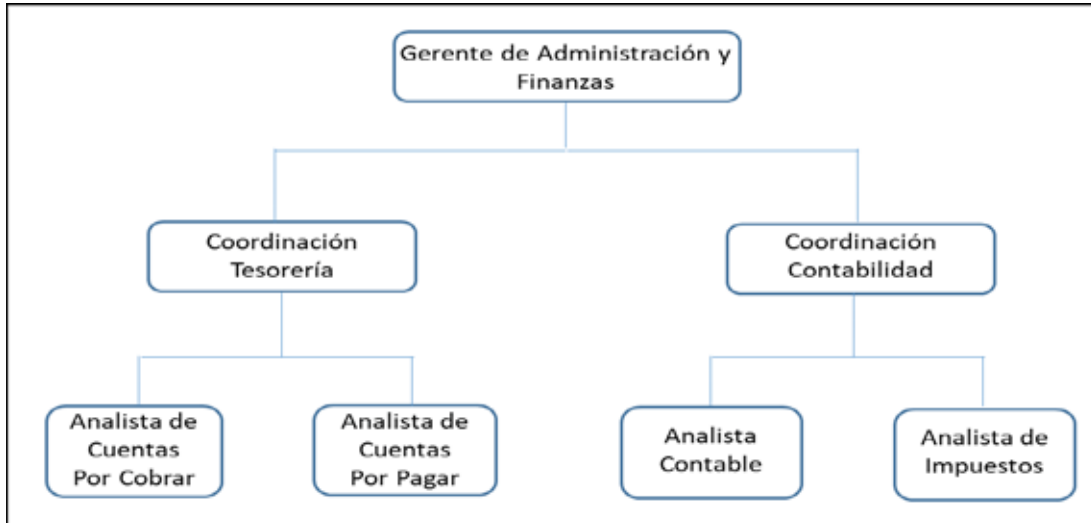 Gerente de Administración y
Finanzas
Coordinación
Tesorería
Coordinación
Contabilidad
Analista de
Cuentas
Por Cobrar
Analista de
Cuentas
Por Pagar
Analista
Contable
Analista de
Impuestos